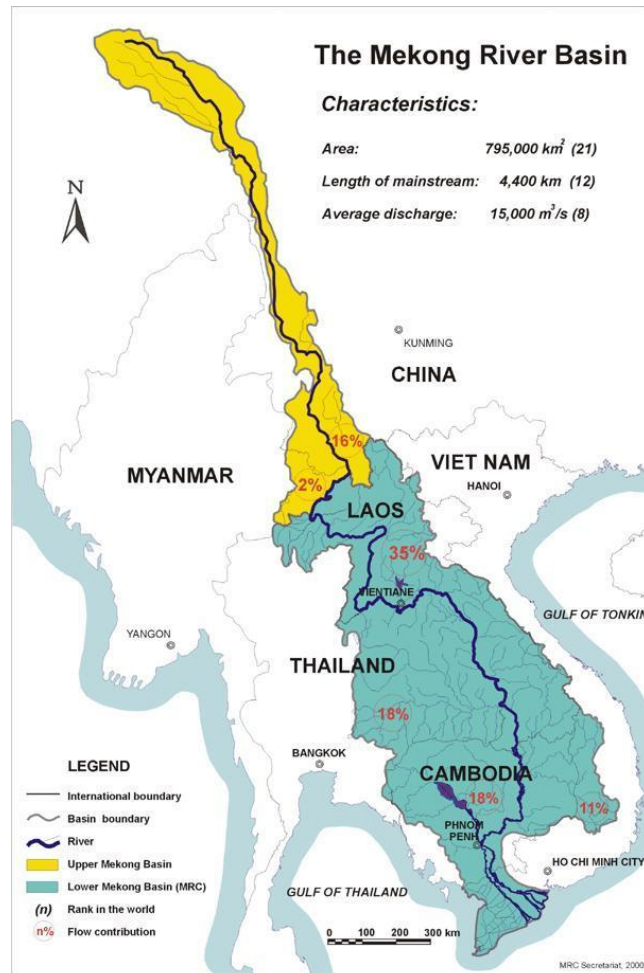 The Mekong River Basin
Characteristics:
Area: 795,000 km² (21)
Length of mainstream: 4,400 km (12)
Average discharge: 15,000 m³/s (8)
N
KUNMING
CHINA
16%
MYANMAR
VIET NAM
2%
HANOI
LAOS
35%
VIENTIANE
GULF OF TONKIN
YANGON
THAILAND
18%
BANGKOK
CAMBODIA
18%
11%
PHNOM
PENH
HO CHI MINH CITY
GULF OF THAILAND
LEGEND
International boundary
Basin boundary
River
Upper Mekong Basin
Lower Mekong Basin (MRC)
(n) Rank in the world
n% Flow contribution
0 100 200 300 km
MRC Secretariat,